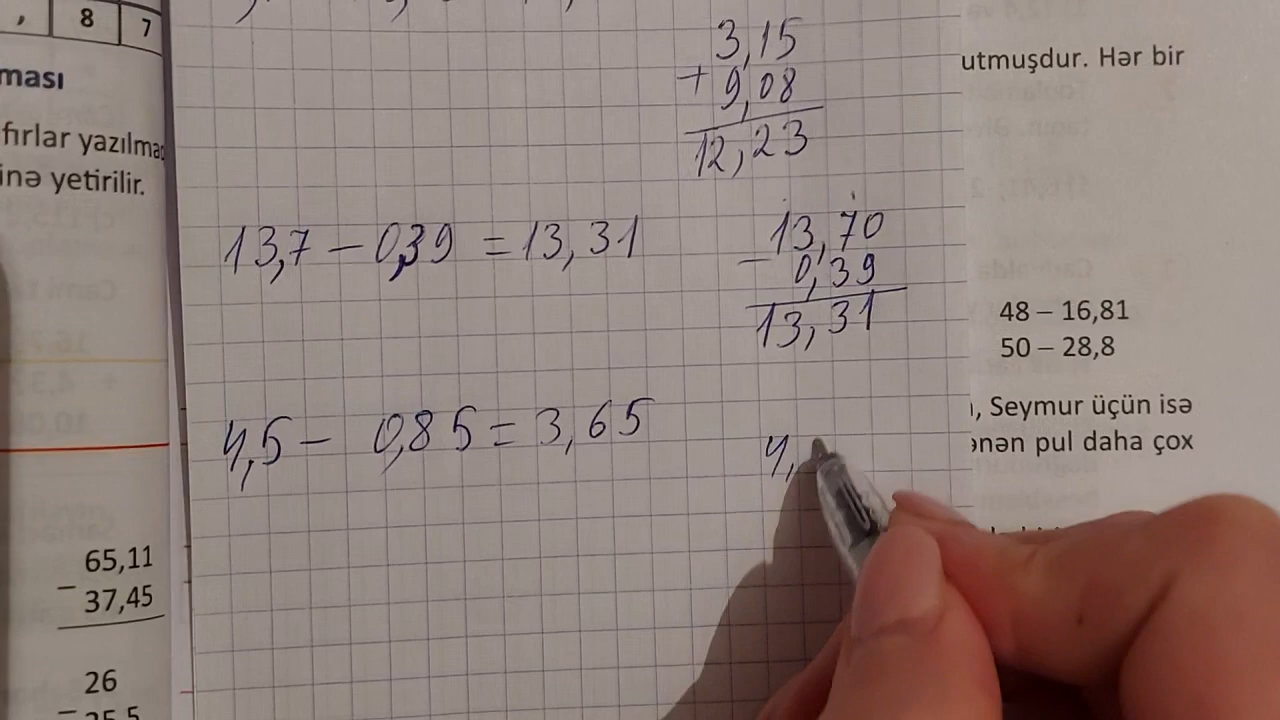 , 8 7
ması
fırlar yazılmad
inə yetirilir.
65,11
− 37,45
26
3,15
+ 9,08
12,23
13,7 − 0,39 = 13,31
13,70
− 0,39
13,31
4,5 − 0,85 = 3,65
4,
utmuşdur. Hər bir
48 − 16,81
50 − 28,8
, Seymur üçün isə
ənən pul daha çox